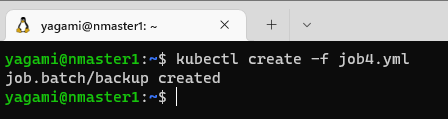 yagami@nmaster1: ~
yagami@nmaster1:~$ kubectl create -f job4.yml
job.batch/backup created
yagami@nmaster1:~$